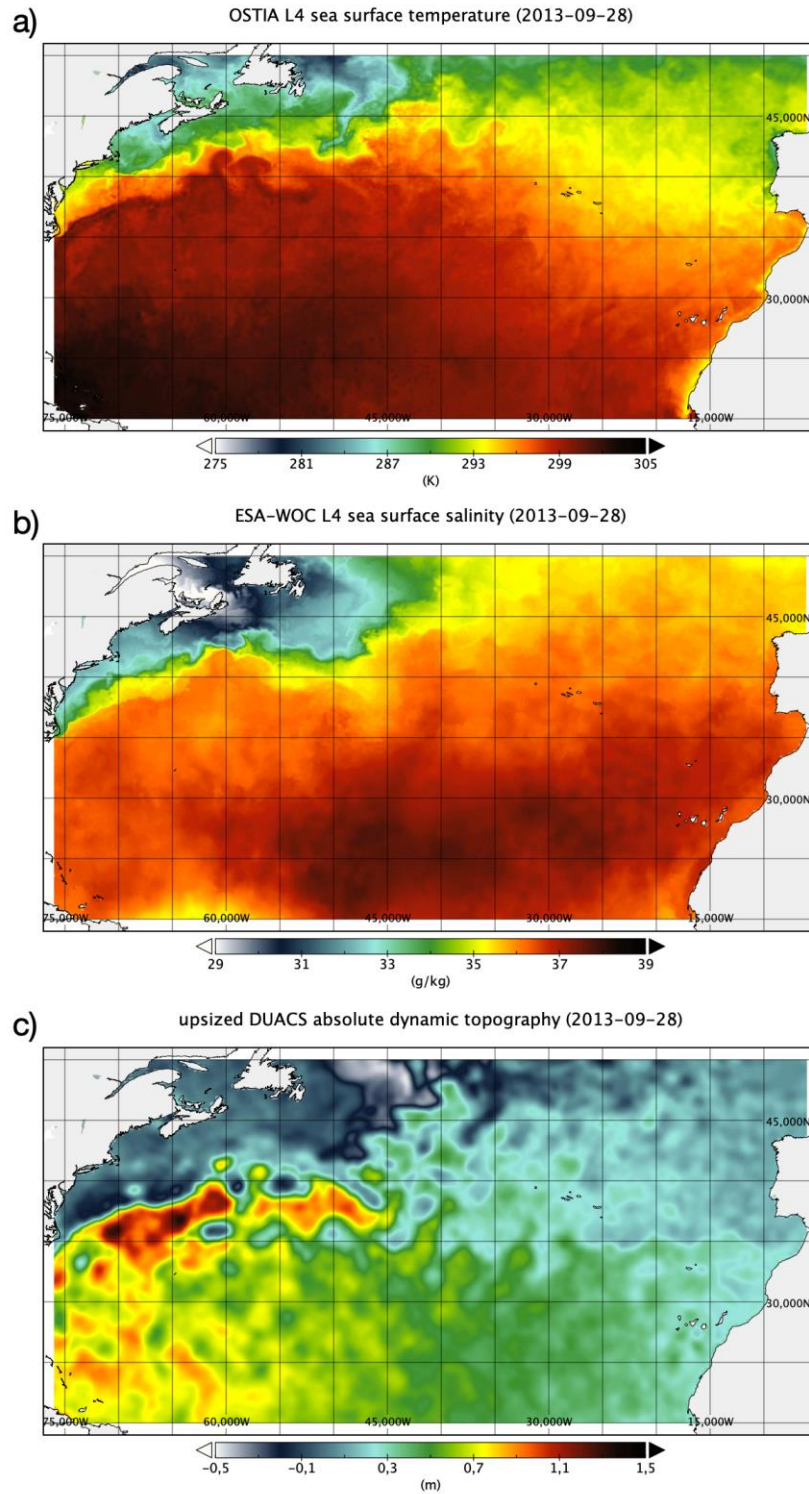 a)
OSTIA L4 sea surface temperature (2013-09-28)
45,000N
30,000N
75,000W 60,000W 45,000W 30,000W 15,000W
275 281 287 293 299 305
(K)
b)
ESA-WOC L4 sea surface salinity (2013-09-28)
45,000N
30,000N
75,000W 60,000W 45,000W 30,000W 15,000W
29 31 33 35 37 39
(g/kg)
c)
upsized DUACS absolute dynamic topography (2013-09-28)
45,000N
30,000N
75,000W 60,000W 45,000W 30,000W 15,000W
-0,5 -0,1 0,3 0,7 1,1 1,5
(m)